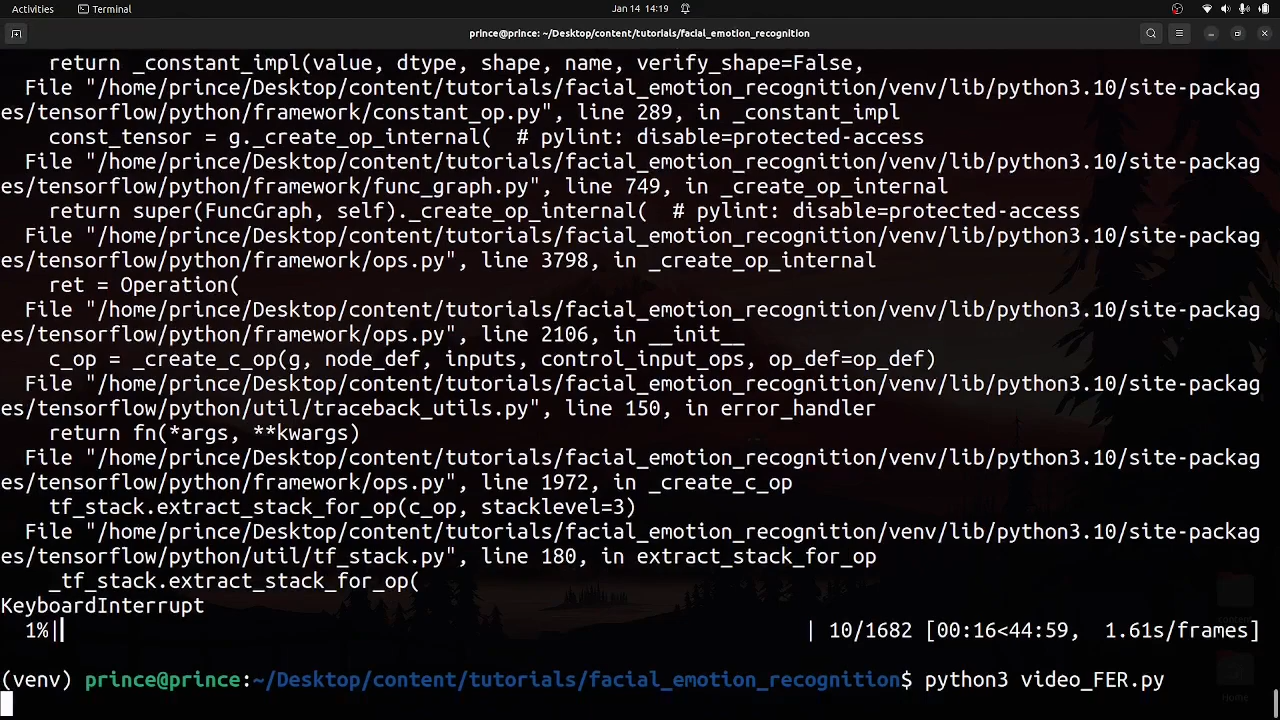 Activities
Terminal
Jan 14 14:19
prince@prince: ~/Desktop/content/tutorials/facial_emotion_recognition
return _constant_impl(value, dtype, shape, name, verify_shape=False,
File "/home/prince/Desktop/content/tutorials/facial_emotion_recognition/venv/lib/python3.10/site-packag
es/tensorflow/python/framework/constant_op.py", line 289, in _constant_impl
const_tensor = g._create_op_internal(  # pylint: disable=protected-access
File "/home/prince/Desktop/content/tutorials/facial_emotion_recognition/venv/lib/python3.10/site-packag
es/tensorflow/python/framework/func_graph.py", line 749, in _create_op_internal
return super(FuncGraph, self)._create_op_internal(  # pylint: disable=protected-access
File "/home/prince/Desktop/content/tutorials/facial_emotion_recognition/venv/lib/python3.10/site-packag
es/tensorflow/python/framework/ops.py", line 3798, in _create_op_internal
ret = Operation(
File "/home/prince/Desktop/content/tutorials/facial_emotion_recognition/venv/lib/python3.10/site-packag
es/tensorflow/python/framework/ops.py", line 2106, in __init__
c_op = _create_c_op(g, node_def, inputs, control_input_ops, op_def=op_def)
File "/home/prince/Desktop/content/tutorials/facial_emotion_recognition/venv/lib/python3.10/site-packag
es/tensorflow/python/util/traceback_utils.py", line 150, in error_handler
return fn(*args, **kwargs)
File "/home/prince/Desktop/content/tutorials/facial_emotion_recognition/venv/lib/python3.10/site-packag
es/tensorflow/python/framework/ops.py", line 1972, in _create_c_op
tf_stack.extract_stack_for_op(c_op, stacklevel=3)
File "/home/prince/Desktop/content/tutorials/facial_emotion_recognition/venv/lib/python3.10/site-packag
es/tensorflow/python/util/tf_stack.py", line 180, in extract_stack_for_op
_tf_stack.extract_stack_for_op(
KeyboardInterrupt
1%| | 10/1682 [00:16<44:59,  1.61s/frames]
(venv) prince@prince:~/Desktop/content/tutorials/facial_emotion_recognition$ python3 video_FER.py
Home